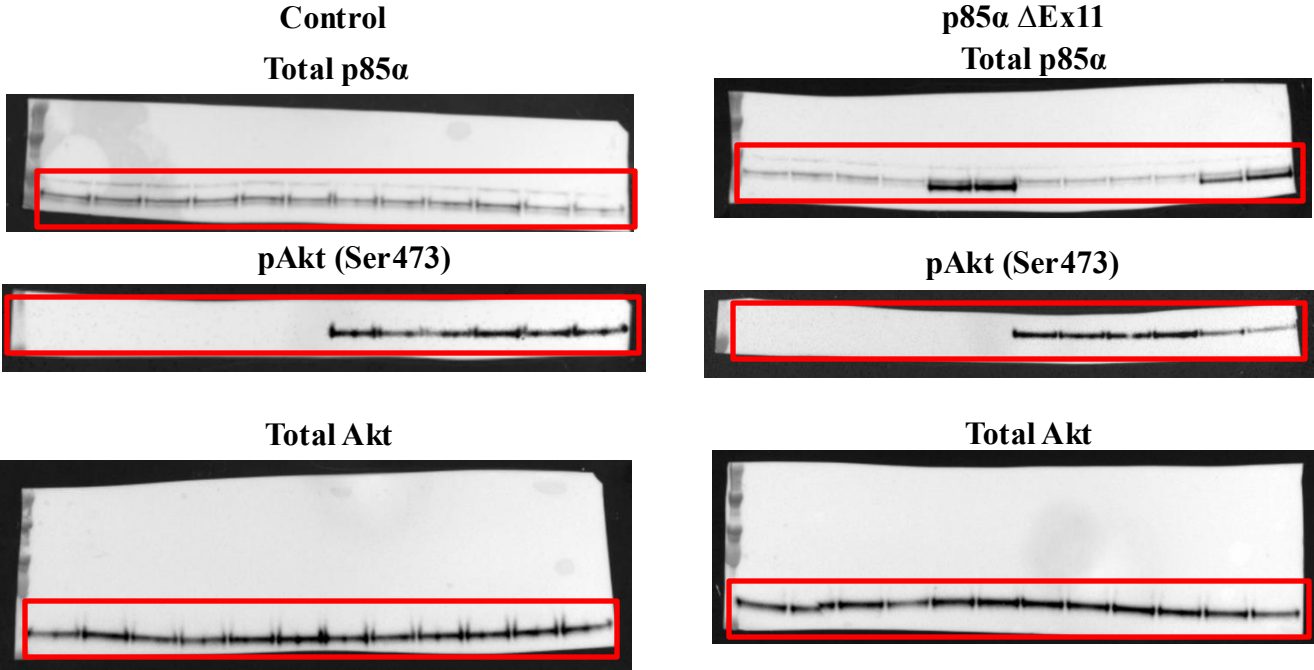 Control
Total p85α
pAkt (Ser473)
Total Akt
p85α ΔEx11
Total p85α
pAkt (Ser473)
Total Akt